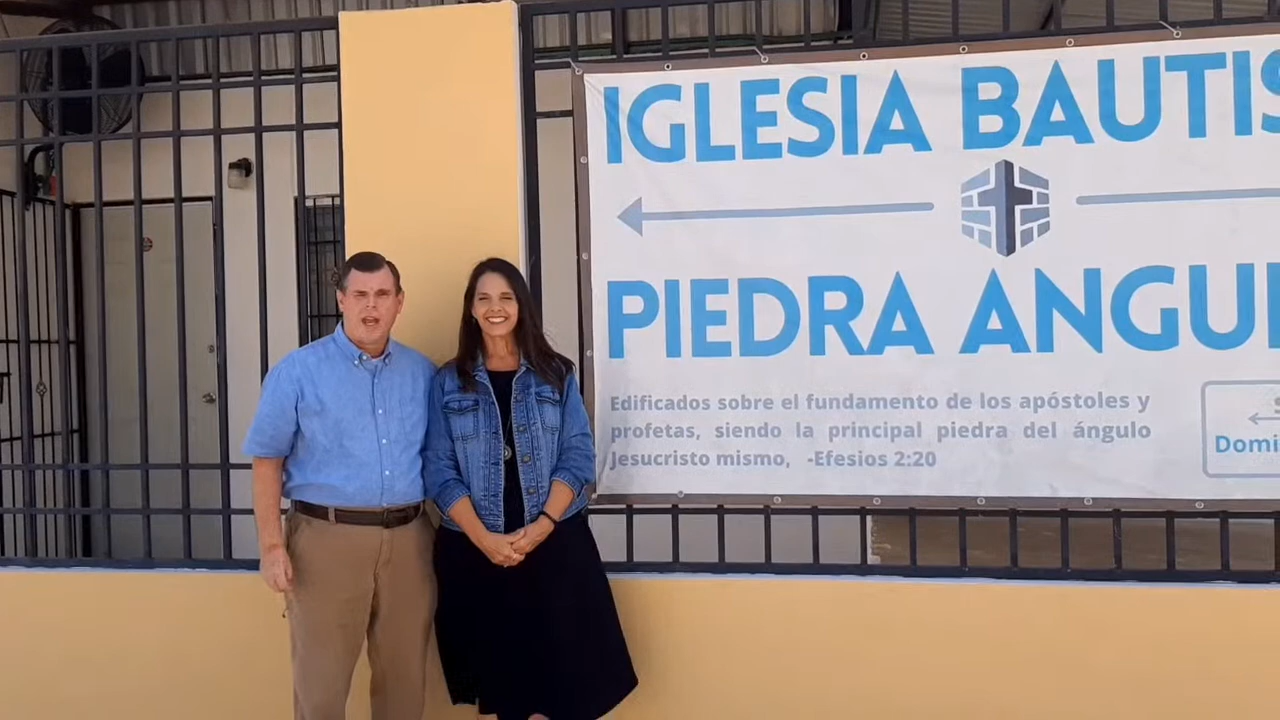 IGLESIA BAUTIS
PIEDRA ANGUL
Edificados sobre el fundamento de los apóstoles y
profetas, siendo la principal piedra del ángulo
Jesucristo mismo, -Efesios 2:20
Domi